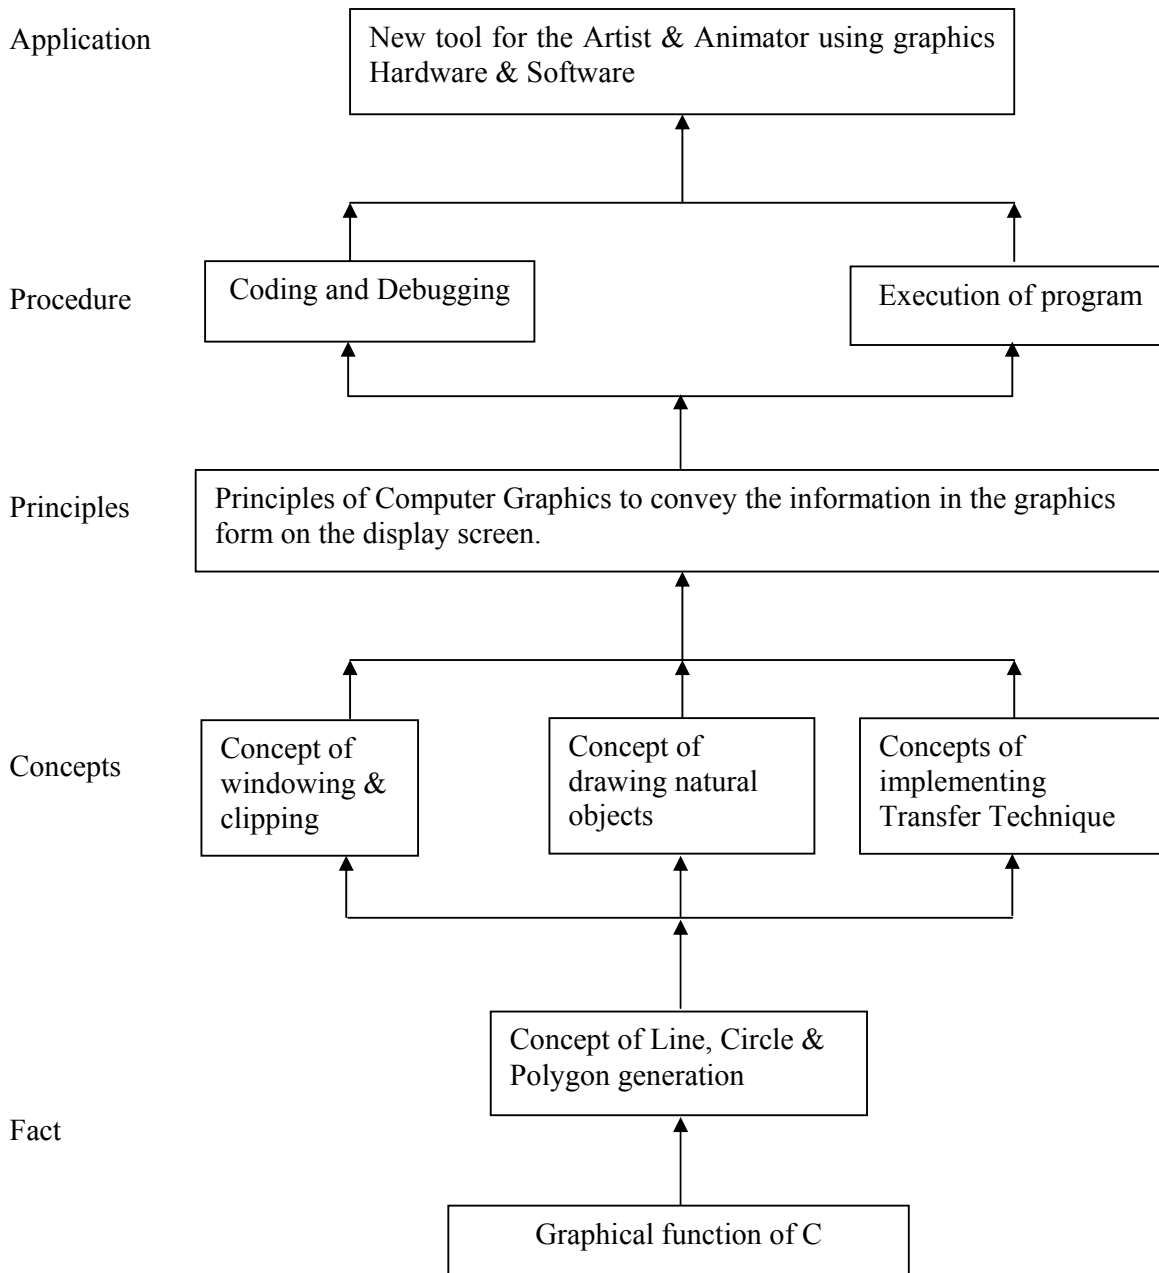 Application
New tool for the Artist & Animator using graphics
Hardware & Software
Procedure
Coding and Debugging
Execution of program
Principles
Principles of Computer Graphics to convey the information in the graphics
form on the display screen.
Concepts
Concept of
windowing &
clipping
Concept of
drawing natural
objects
Concepts of
implementing
Transfer Technique
Concept of Line, Circle &
Polygon generation
Fact
Graphical function of C